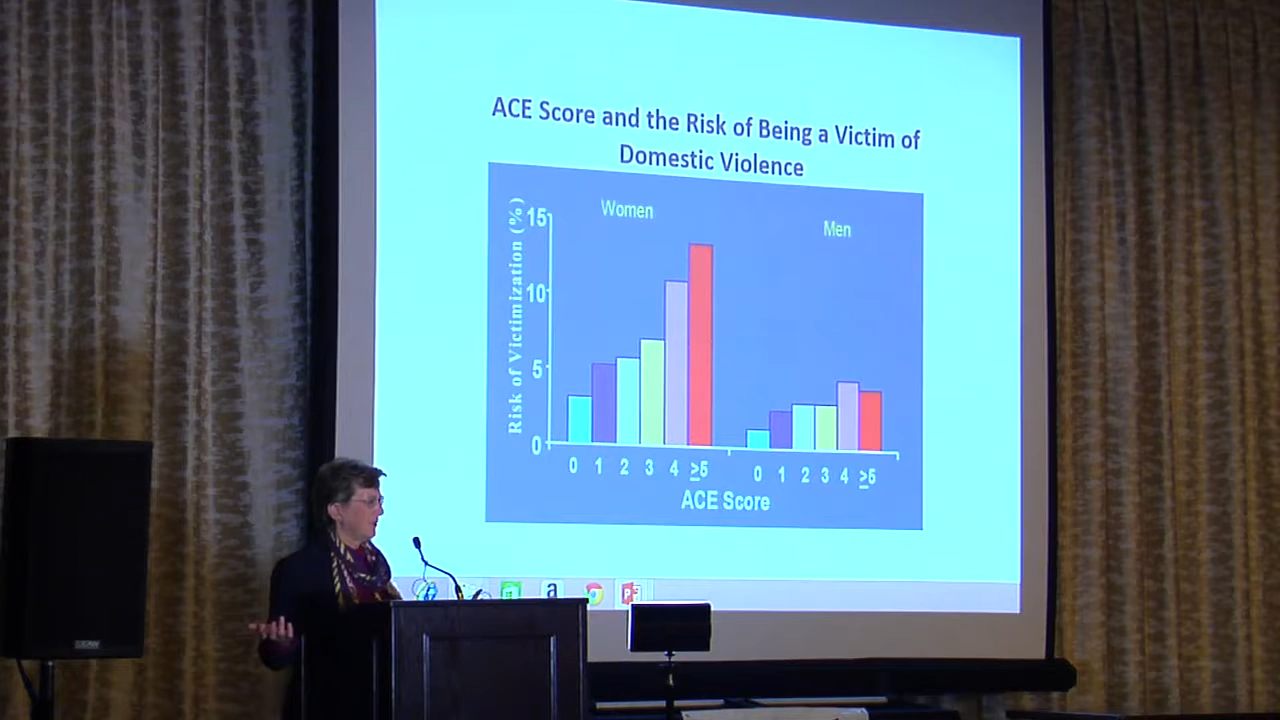 ACE Score and the Risk of Being a Victim of
Domestic Violence
Risk of Victimization (%)
Women
Men
15
10
5
0
0 1 2 3 4 ≥5 0 1 2 3 4 ≥5
ACE Score
a
P